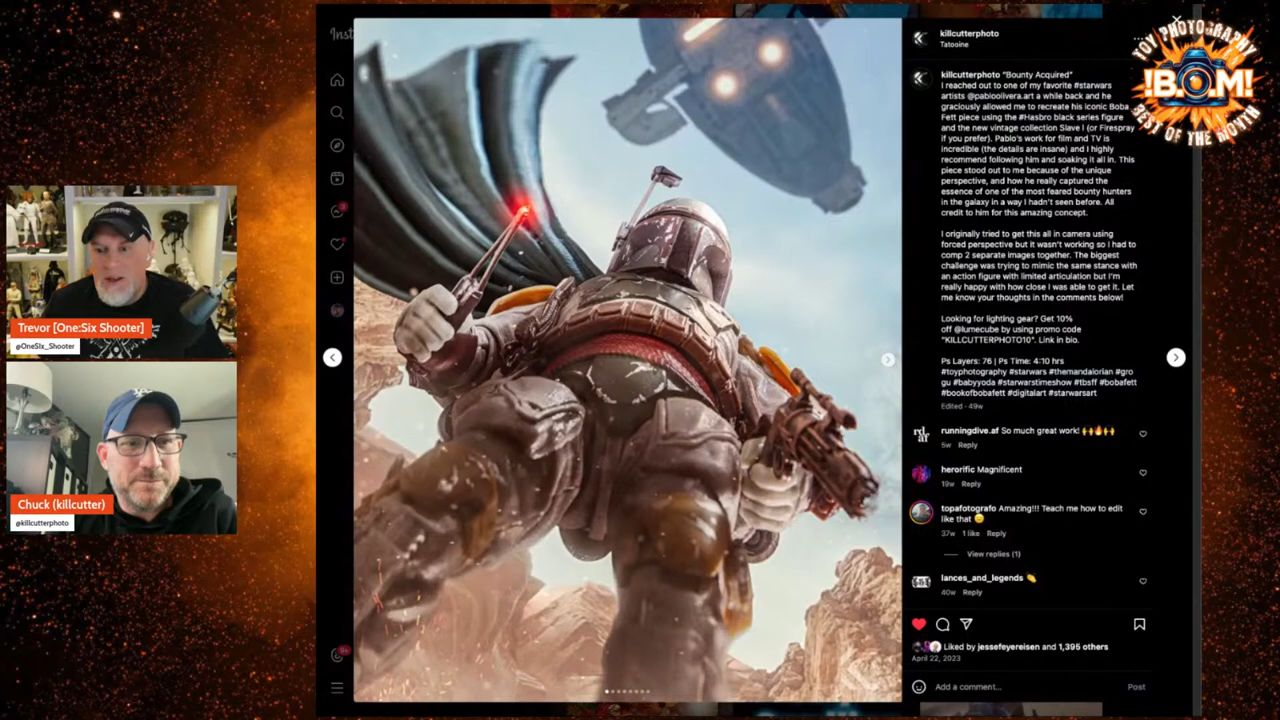 Inst
killcutterphoto
Tatooine
TOY PHOTOGRAPHY
!B.O.M!
BEST OF THE MONTH
killcutterphoto "Bounty Acquired"
I reached out to one of my favorite #starwars
artists @pabloolivera.art a while back and he
graciously allowed me to recreate his iconic Boba
Fett piece using the #Hasbro black series figure
and the new vintage collection Slave I (or Firespray
if you prefer). Pablo's work for film and TV is
incredible (the details are insane) and I highly
recommend following him and soaking it all in. This
piece stood out to me because of the unique
perspective, and how he really captured the
essence of one of the most feared bounty hunters
in the galaxy in a way I hadn't seen before. All
credit to him for this amazing concept.
I originally tried to get this all in camera using
forced perspective but it wasn't working so I had to
comp 2 separate images together. The biggest
challenge was trying to mimic the same stance with
an action figure with limited articulation but I'm
really happy with how close I was able to get it. Let
me know your thoughts in the comments below!
Looking for lighting gear? Get 10%
off @lumecube by using promo code
"KILLCUTTERPHOTO10". Link in bio.
Ps Layers: 76 | Ps Time: 4:10 hrs
#toyphotography #starwars #themandalorian #gro
gu #babyyoda #starwarstimeshow #tbsff #bobafett
#bookofbobafett #digitalart #starwarsart
Edited · 49w
rd.
af
runningdive.af So much great work! 🙌🔥🙌
5w Reply
herorific Magnificent
19w Reply
topafotografo Amazing!!! Teach me how to edit
like that
37w 1 like Reply
View replies (1)
lances_and_legends
40w Reply
Liked by jessefeyereisen and 1,395 others
April 22, 2023
Add a comment...
Post
Trevor [One:Six Shooter]
@OneSix_Shooter
Chuck (killcutter)
@killcutterphoto